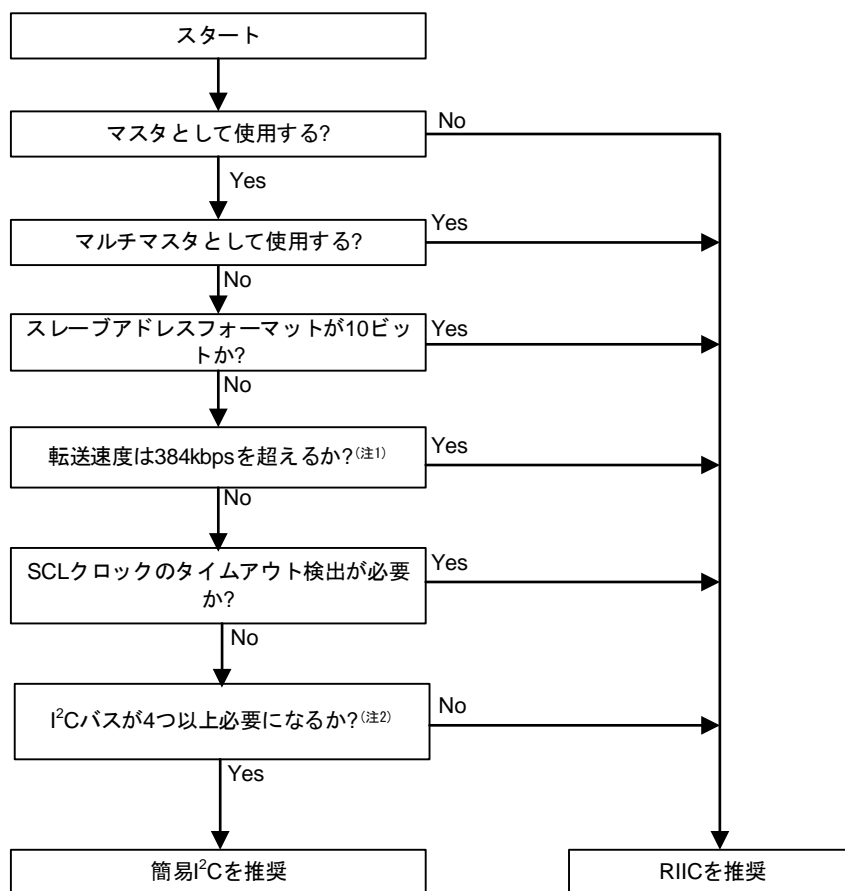 スタート
マスタとして使用する?
No
Yes
マルチマスタとして使用する?
Yes
No
スレーブアドレスフォーマットが10ビッ
トか?
Yes
No
転送速度は384kbpsを超えるか?(注1)
Yes
No
SCLクロックのタイムアウト検出が必要
か?
Yes
No
I²Cバスが4つ以上必要になるか?(注2)
No
Yes
簡易I²Cを推奨
RIICを推奨